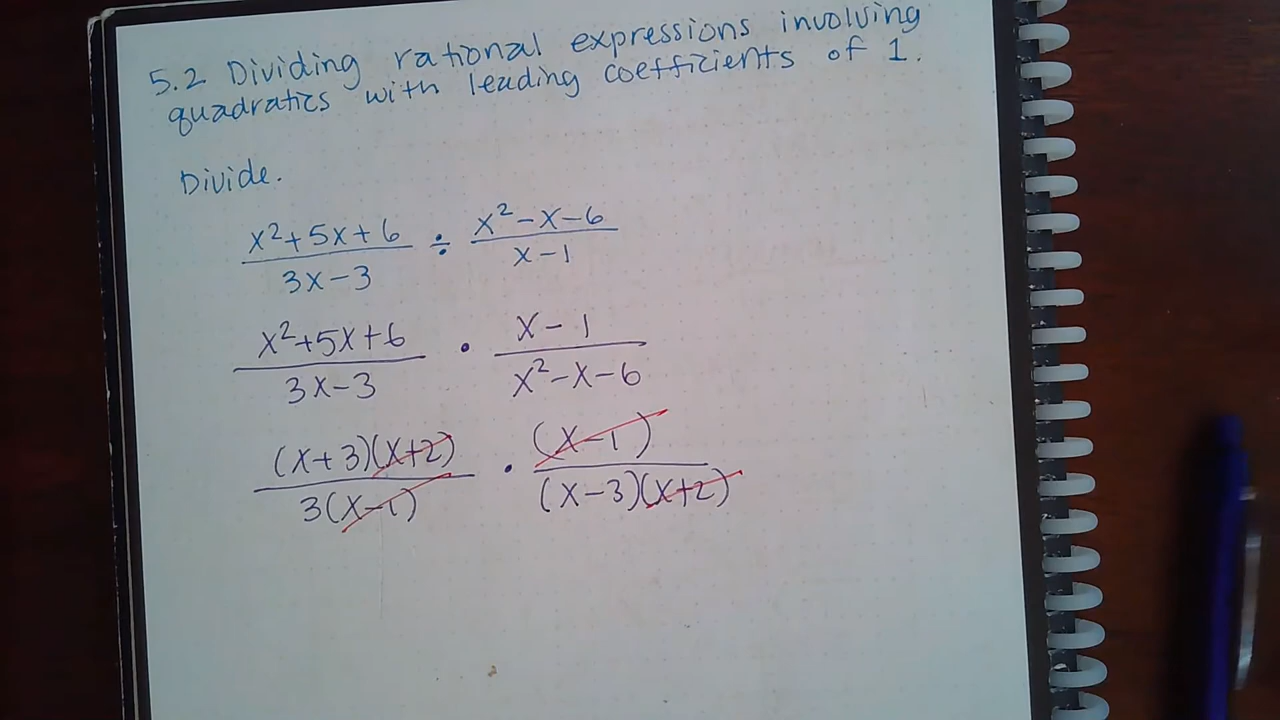 5.2 Dividing rational expressions involving
quadratics with leading coefficients of 1.
Divide.
x²+5x+6 ÷ x²-x-6
3x-3 x-1
x²+5x+6 • x-1
3x-3 x²-x-6
(x+3)(x+2) • (x-1)
3(x-1) (x-3)(x+2)